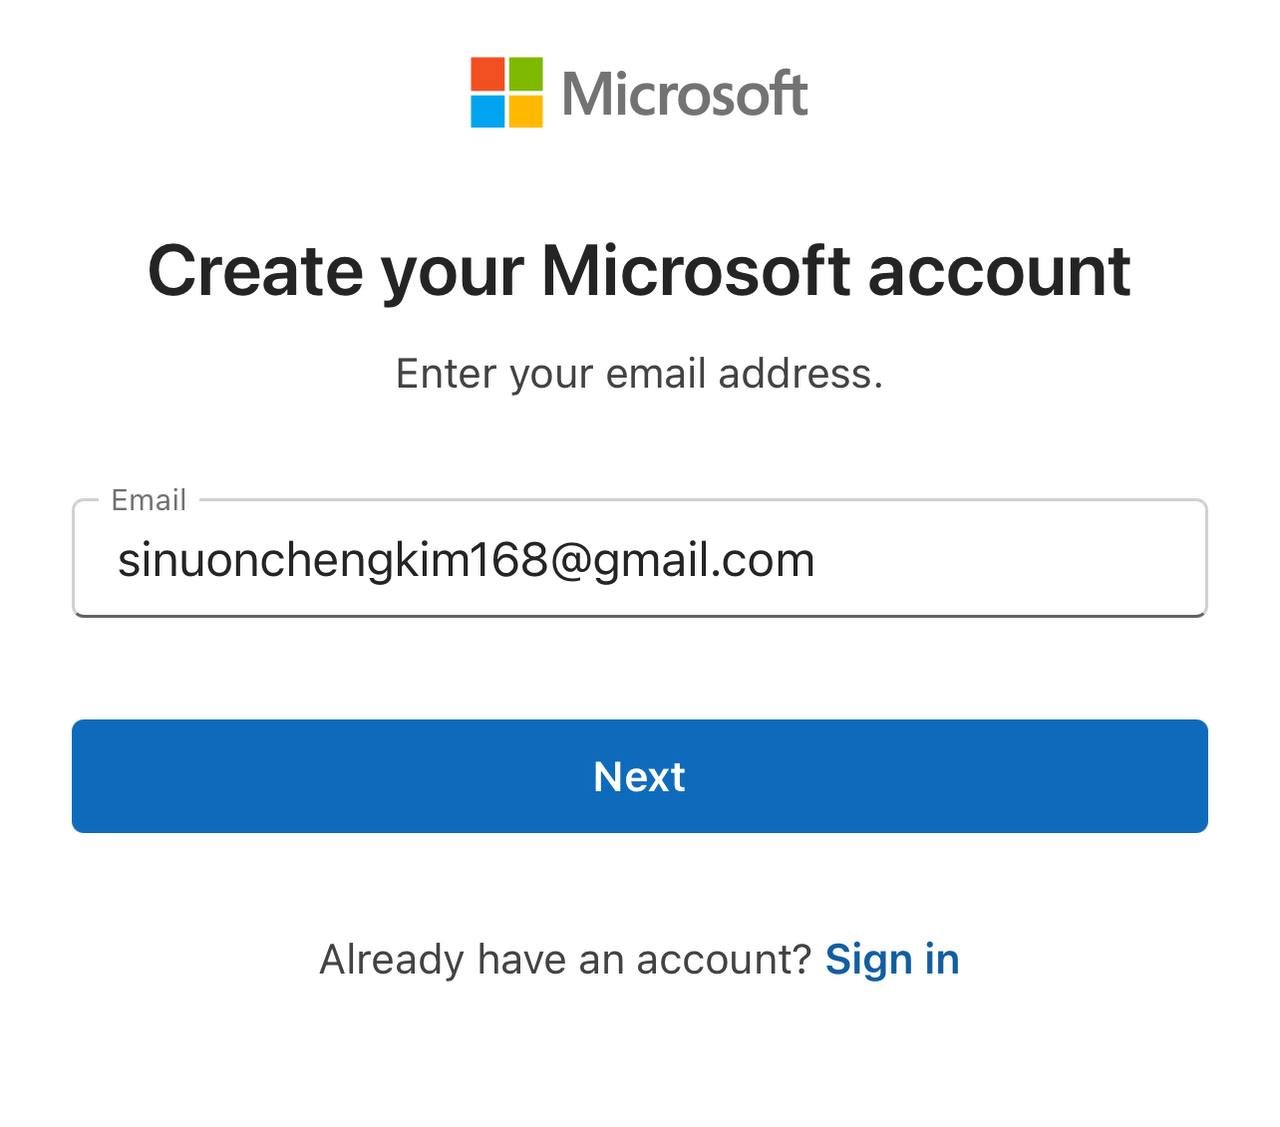 Microsoft
Create your Microsoft account
Enter your email address.
Email
sinuonchengkim168@gmail.com
Next
Already have an account? Sign in